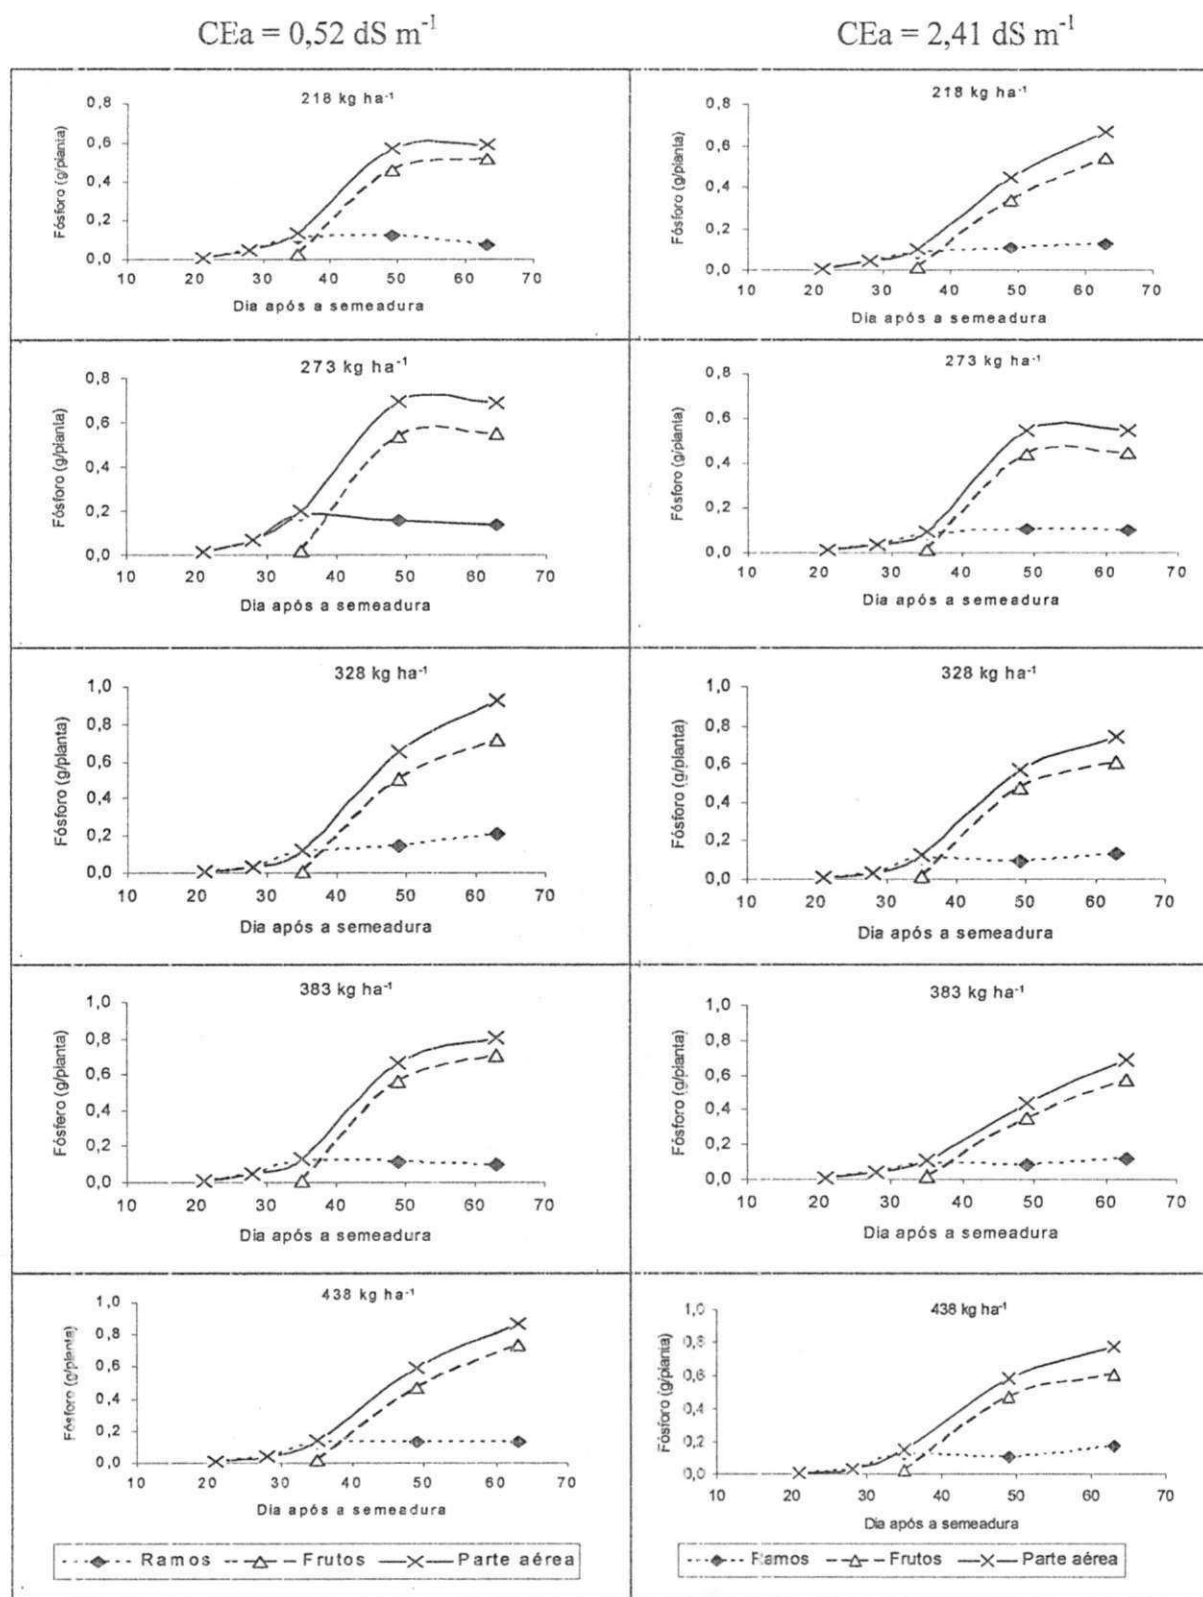 CEa = 0,52 dS m⁻¹
CEa = 2,41 dS m⁻¹
218 kg ha⁻¹
Fósforo (g/planta)
0,8
0,6
0,4
0,2
0,0
10 20 30 40 50 60 70
Dia após a semeadura
218 kg ha⁻¹
Fósforo (g/planta)
0,8
0,6
0,4
0,2
0,0
10 20 30 40 50 60 70
Dia após a semeadura
273 kg ha⁻¹
Fósforo (g/planta)
0,8
0,6
0,4
0,2
0,0
10 20 30 40 50 60 70
Dia após a semeadura
273 kg ha⁻¹
Fósforo (g/planta)
0,8
0,6
0,4
0,2
0,0
10 20 30 40 50 60 70
Dia após a semeadura
328 kg ha⁻¹
Fósforo (g/planta)
1,0
0,8
0,6
0,4
0,2
0,0
10 20 30 40 50 60 70
Dia após a semeadura
328 kg ha⁻¹
Fósforo (g/planta)
1,0
0,8
0,6
0,4
0,2
0,0
10 20 30 40 50 60 70
Dia após a semeadura
383 kg ha⁻¹
Fósfero (g/planta)
1,0
0,8
0,6
0,4
0,2
0,0
10 20 30 40 50 60 70
Dia após a semeadura
383 kg ha⁻¹
Fósforo (g/planta)
1,0
0,8
0,6
0,4
0,2
0,0
10 20 30 40 50 60 70
Dia após a semeadura
438 kg ha⁻¹
Fósforo (g/planta)
1,0
0,8
0,6
0,4
0,2
0,0
10 20 30 40 50 60 70
Dia após a semeadura
438 kg ha⁻¹
Fósforo (g/planta)
1,0
0,8
0,6
0,4
0,2
0,0
10 20 30 40 50 60 70
Dia após a semeadura
Ramos Frutos Parte aérea
Ramos Frutos Parte aérea